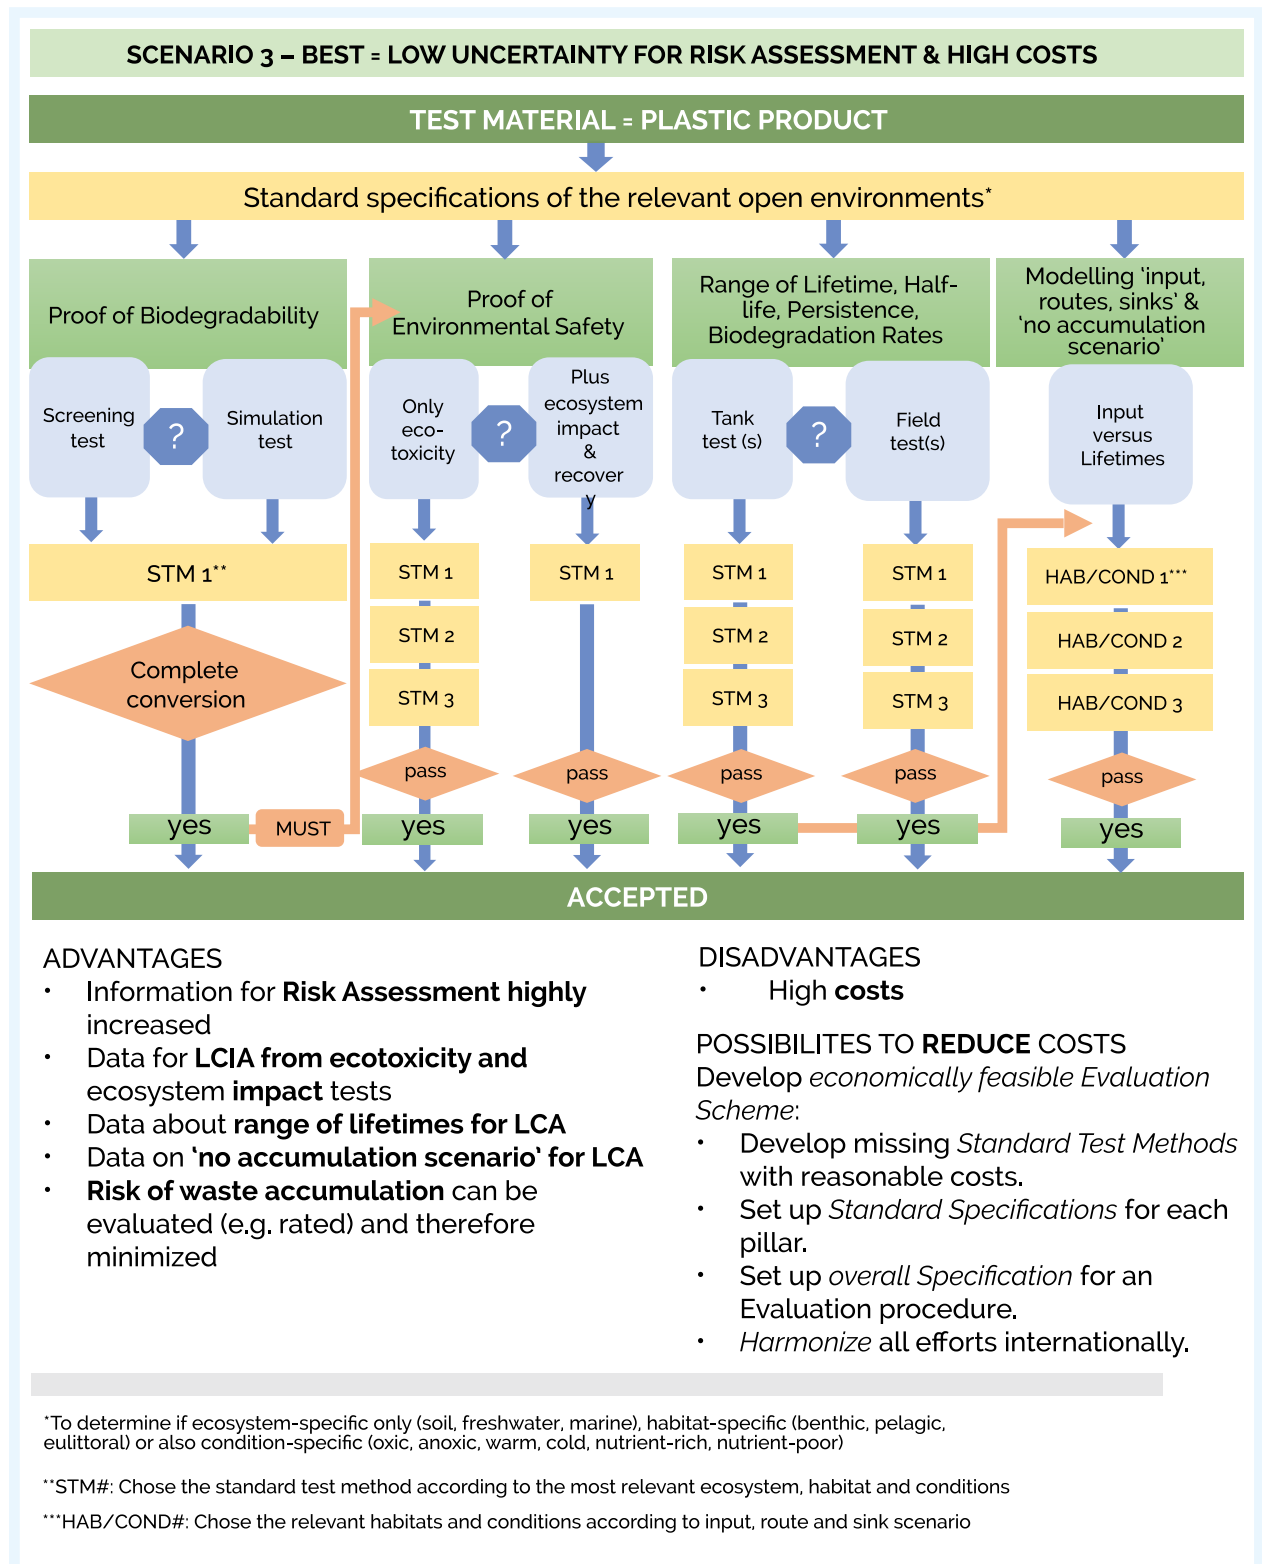 SCENARIO 3 – BEST = LOW UNCERTAINTY FOR RISK ASSESSMENT & HIGH COSTS
TEST MATERIAL = PLASTIC PRODUCT
Standard specifications of the relevant open environments*
Proof of Biodegradability
Proof of
Environmental Safety
Range of Lifetime, Half-
life, Persistence,
Biodegradation Rates
Modelling ‘input,
routes, sinks’ &
‘no accumulation
scenario’
Screening
test
?
Simulation
test
Only
eco-
toxicity
?
Plus
ecosystem
impact
&
recover
y
Tank
test (s)
?
Field
test(s)
Input
versus
Lifetimes
STM 1**
Complete
conversion
yes
MUST
STM 1
STM 2
STM 3
pass
yes
STM 1
pass
yes
STM 1
STM 2
STM 3
pass
yes
STM 1
STM 2
STM 3
pass
yes
HAB/COND 1***
HAB/COND 2
HAB/COND 3
pass
yes
ACCEPTED
ADVANTAGES
• Information for Risk Assessment highly
increased
• Data for LCIA from ecotoxicity and
ecosystem impact tests
• Data about range of lifetimes for LCA
• Data on ‘no accumulation scenario’ for LCA
• Risk of waste accumulation can be
evaluated (e.g. rated) and therefore
minimized
DISADVANTAGES
• High costs
POSSIBILITES TO REDUCE COSTS
Develop economically feasible Evaluation
Scheme:
• Develop missing Standard Test Methods
with reasonable costs.
• Set up Standard Specifications for each
pillar.
• Set up overall Specification for an
Evaluation procedure.
• Harmonize all efforts internationally.
*To determine if ecosystem-specific only (soil, freshwater, marine), habitat-specific (benthic, pelagic,
eulittoral) or also condition-specific (oxic, anoxic, warm, cold, nutrient-rich, nutrient-poor)
**STM#: Chose the standard test method according to the most relevant ecosystem, habitat and conditions
***HAB/COND#: Chose the relevant habitats and conditions according to input, route and sink scenario